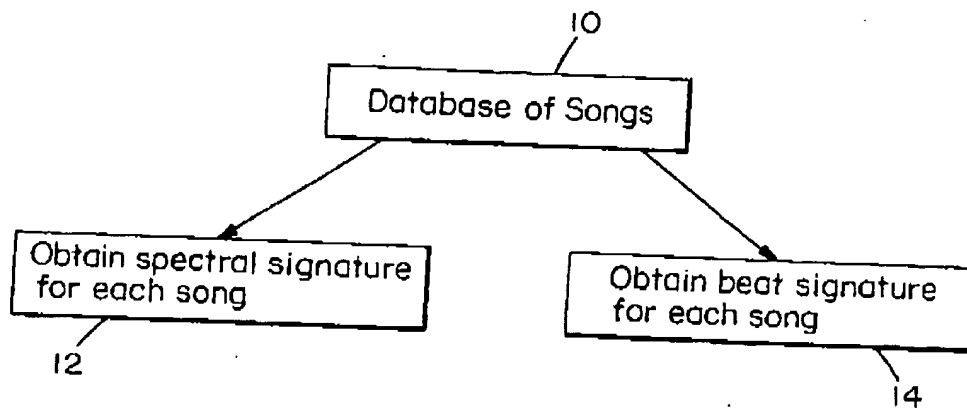 10
Database of Songs
Obtain spectral signature
for each song
12
Obtain beat signature
for each song
14